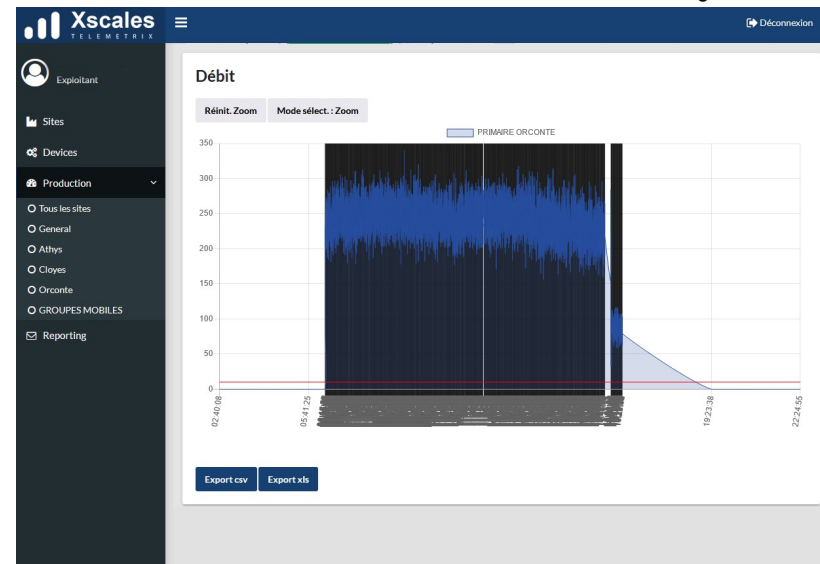 Xscales
TELEMETRIX
Déconnexion
Exploitant
Sites
Devices
Production
Tous les sites
General
Athys
Cloyes
Orconte
GROUPES MOBILES
Reporting
Débit
Réinit. Zoom
Mode sélect. : Zoom
PRIMAIRE ORCONTE
350
300
250
200
150
100
50
0
02:40:08
05:41:25
19:23:38
22:24:55
Export csv
Export xls